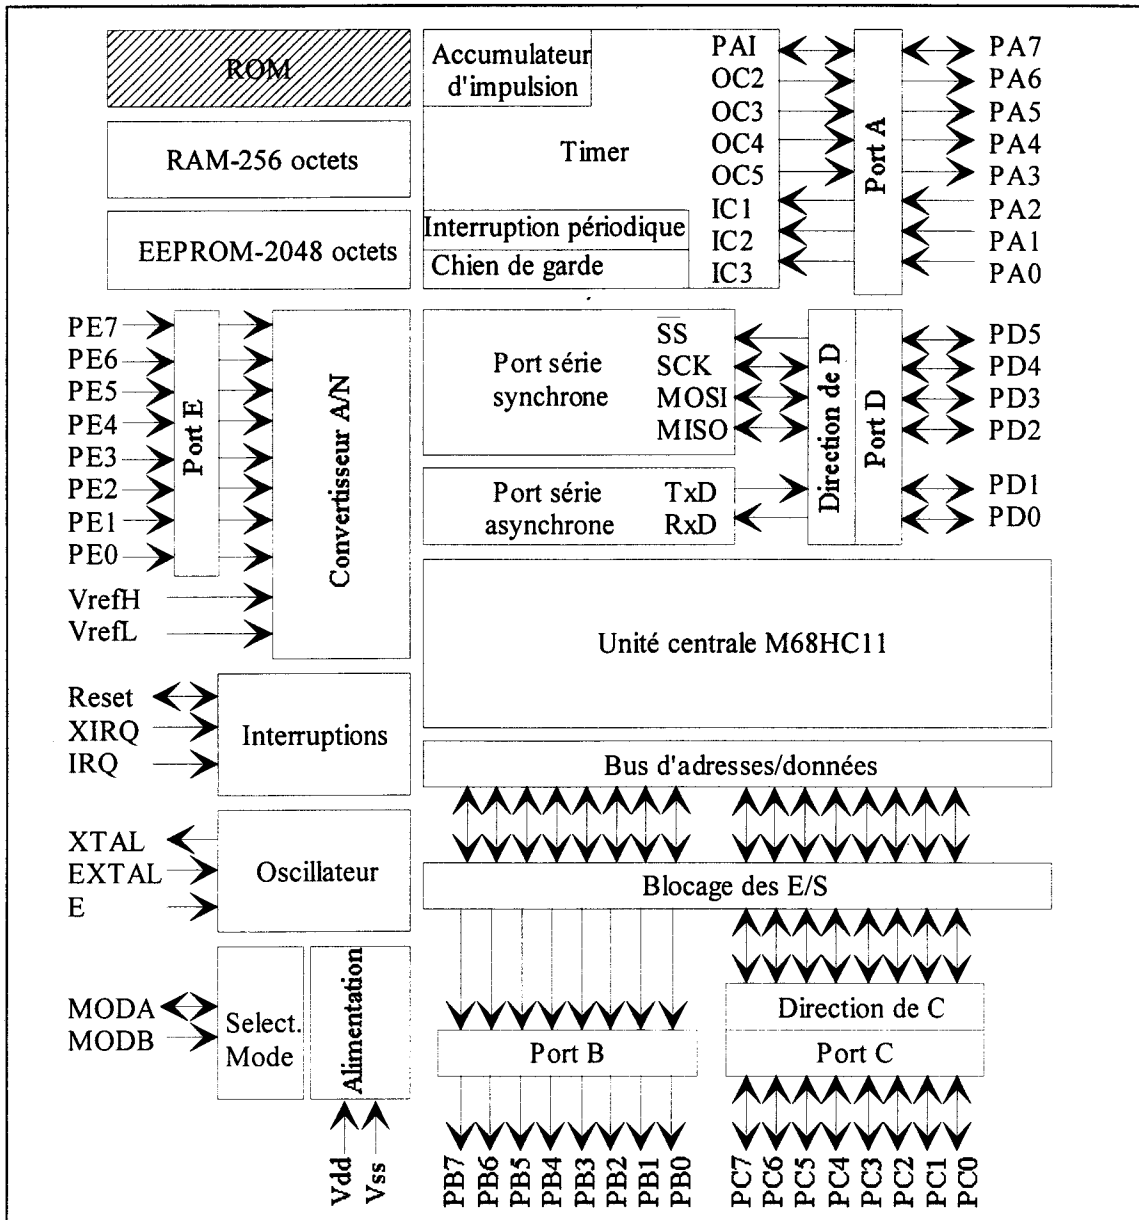 ROM
RAM-256 octets
EEPROM-2048 octets
Accumulateur
d'impulsion
Timer
Interruption périodique
Chien de garde
PAI
OC2
OC3
OC4
OC5
IC1
IC2
IC3
Port A
PA7
PA6
PA5
PA4
PA3
PA2
PA1
PA0
PE7
PE6
PE5
PE4
PE3
PE2
PE1
PE0
VrefH
VrefL
Port E
Convertisseur A/N
Port série
synchrone
SS
SCK
MOSI
MISO
Port série
asynchrone
TxD
RxD
Direction de D
Port D
PD5
PD4
PD3
PD2
PD1
PD0
Unité centrale M68HC11
Reset
XIRQ
IRQ
Interruptions
Bus d'adresses/données
XTAL
EXTAL
E
Oscillateur
Blocage des E/S
MODA
MODB
Select.
Mode
Alimentation
Vdd
Vss
Port B
Direction de C
Port C
PB7
PB6
PB5
PB4
PB3
PB2
PB1
PB0
PC7
PC6
PC5
PC4
PC3
PC2
PC1
PC0